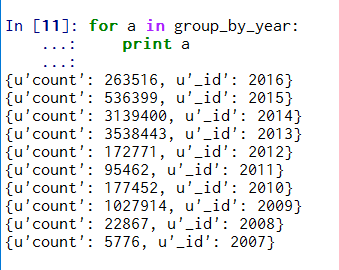 In [11]: for a in group_by_year:
   ...:     print a
   ...:
{u'count': 263516, u'_id': 2016}
{u'count': 536399, u'_id': 2015}
{u'count': 3139400, u'_id': 2014}
{u'count': 3538443, u'_id': 2013}
{u'count': 172771, u'_id': 2012}
{u'count': 95462, u'_id': 2011}
{u'count': 177452, u'_id': 2010}
{u'count': 1027914, u'_id': 2009}
{u'count': 22867, u'_id': 2008}
{u'count': 5776, u'_id': 2007}